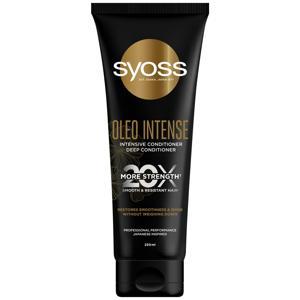 syoss
OLEO INTENSE
INTENSIVE CONDITIONER
DEEP CONDITIONER
20X
MORE STRENGTH¹
SMOOTH & RESISTANT HAIR
RESTORES SMOOTHNESS & SHINE
WITHOUT WEIGHING DOWN
PROFESSIONAL PERFORMANCE
JAPANESE INSPIRED
250 ml